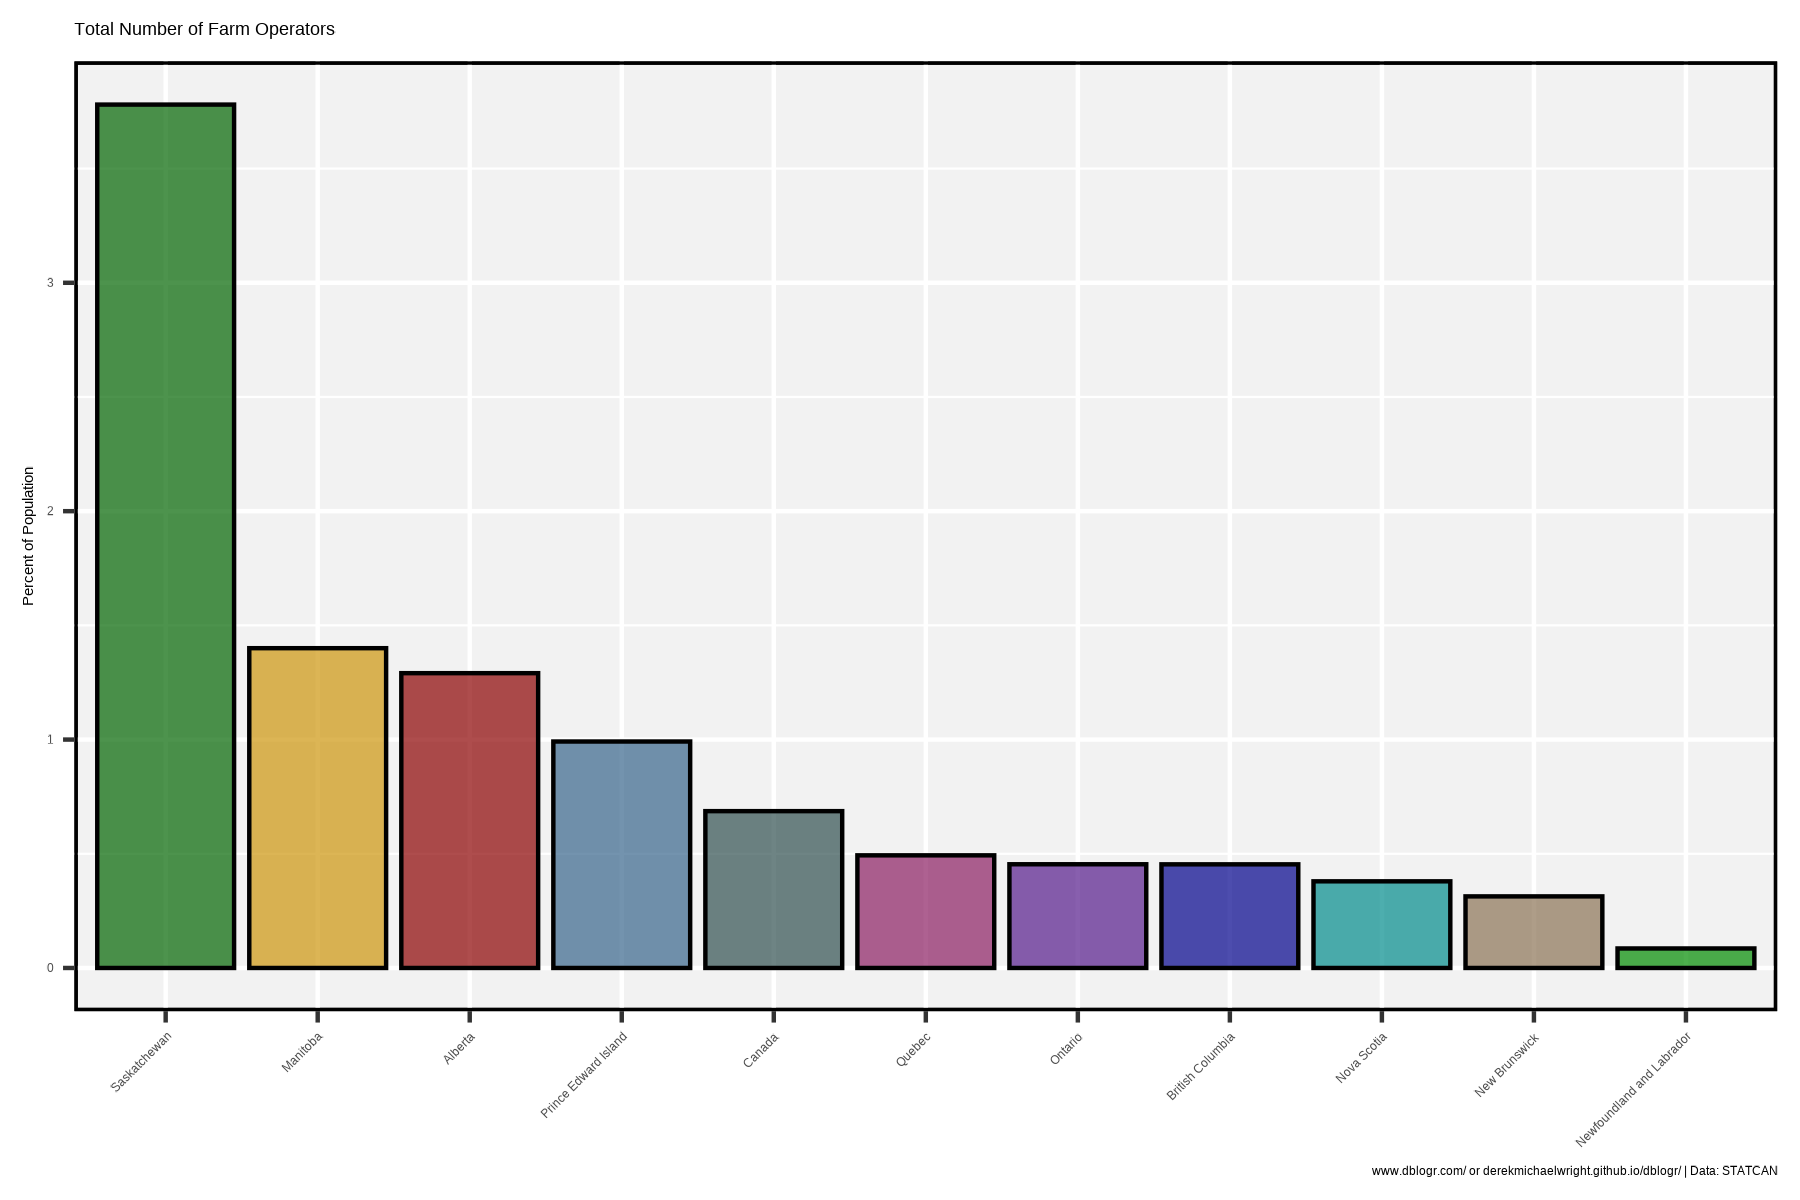 Total Number of Farm Operators
Percent of Population
3
2
1
0
Saskatchewan
Manitoba
Alberta
Prince Edward Island
Canada
Quebec
Ontario
British Columbia
Nova Scotia
New Brunswick
Newfoundland and Labrador
www.dblogr.com/ or derekmichaelwright.github.io/dblogr/ | Data: STATCAN